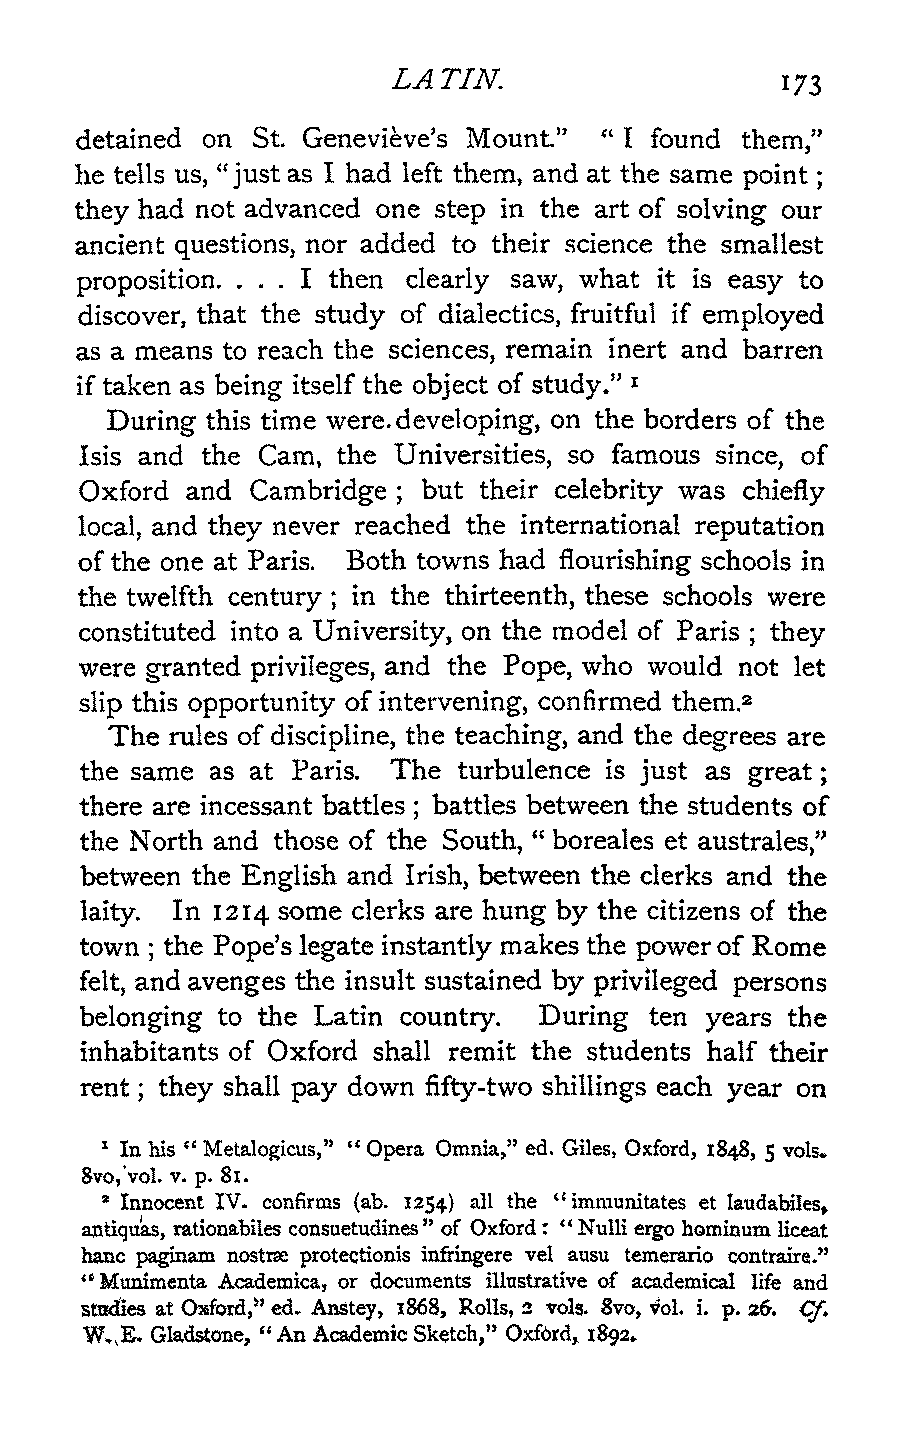 LATIN. 173
detained on St. Geneviève's Mount." " I found them,"
he tells us, "just as I had left them, and at the same point ;
they had not advanced one step in the art of solving our
ancient questions, nor added to their science the smallest
proposition. . . . I then clearly saw, what it is easy to
discover, that the study of dialectics, fruitful if employed
as a means to reach the sciences, remain inert and barren
if taken as being itself the object of study." ¹
During this time were.developing, on the borders of the
Isis and the Cam, the Universities, so famous since, of
Oxford and Cambridge ; but their celebrity was chiefly
local, and they never reached the international reputation
of the one at Paris. Both towns had flourishing schools in
the twelfth century ; in the thirteenth, these schools were
constituted into a University, on the model of Paris ; they
were granted privileges, and the Pope, who would not let
slip this opportunity of intervening, confirmed them.²
The rules of discipline, the teaching, and the degrees are
the same as at Paris. The turbulence is just as great ;
there are incessant battles ; battles between the students of
the North and those of the South, " boreales et australes,"
between the English and Irish, between the clerks and the
laity. In 1214 some clerks are hung by the citizens of the
town ; the Pope's legate instantly makes the power of Rome
felt, and avenges the insult sustained by privileged persons
belonging to the Latin country. During ten years the
inhabitants of Oxford shall remit the students half their
rent ; they shall pay down fifty-two shillings each year on
¹ In his " Metalogicus," " Opera Omnia," ed. Giles, Oxford, 1848, 5 vols.
8vo, vol. v. p. 81.
² Innocent IV. confirms (ab. 1254) all the "immunitates et laudabiles,
antiquas, rationabiles consuetudines" of Oxford : "Nulli ergo hominum liceat
hanc paginam nostræ protectionis infringere vel ausu temerario contraire."
"Munimenta Academica, or documents illustrative of academical life and
studies at Oxford," ed. Anstey, 1868, Rolls, 2 vols. 8vo, vol. i. p. 26. Cf.
W. E. Gladstone, "An Academic Sketch," Oxford, 1892.